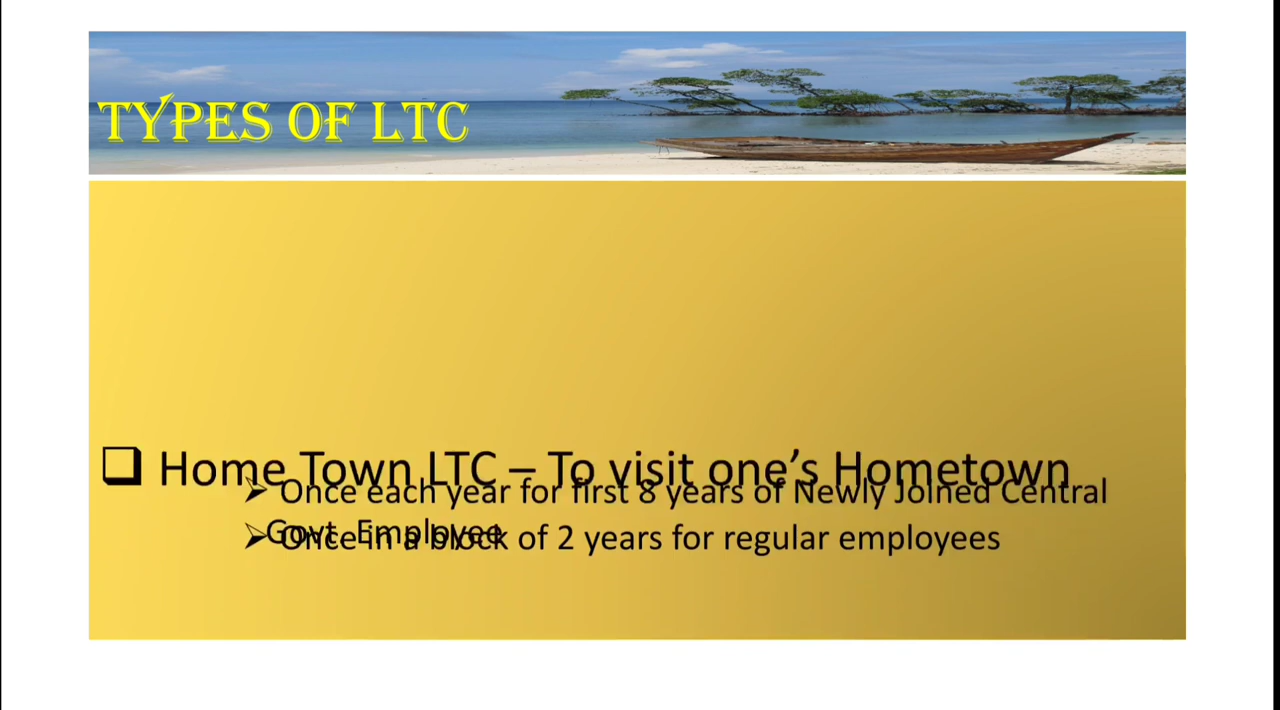 TYPES OF LTC
❑ Home Town LTC – To visit one's Hometown
➢ Once each year for first 8 years of Newly Joined Central
Govt. Employee
➢ Once in a block of 2 years for regular employees